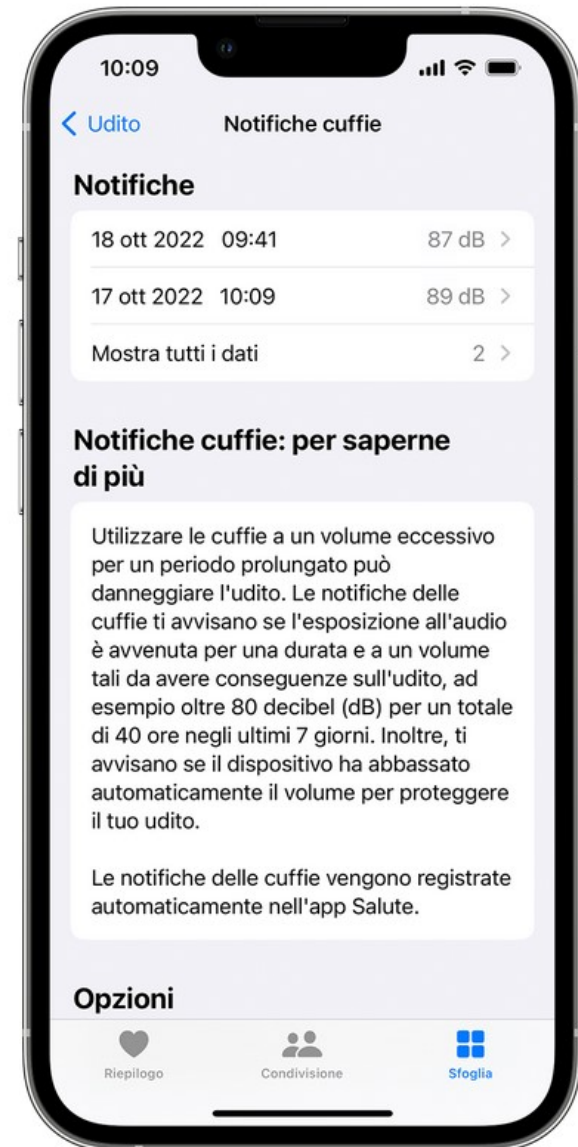 10:09
Udito Notifiche cuffie
Notifiche
18 ott 2022 09:41 87 dB
17 ott 2022 10:09 89 dB
Mostra tutti i dati 2
Notifiche cuffie: per saperne
di più
Utilizzare le cuffie a un volume eccessivo
per un periodo prolungato può
danneggiare l'udito. Le notifiche delle
cuffie ti avvisano se l'esposizione all'audio
è avvenuta per una durata e a un volume
tali da avere conseguenze sull'udito, ad
esempio oltre 80 decibel (dB) per un totale
di 40 ore negli ultimi 7 giorni. Inoltre, ti
avvisano se il dispositivo ha abbassato
automaticamente il volume per proteggere
il tuo udito.
Le notifiche delle cuffie vengono registrate
automaticamente nell'app Salute.
Opzioni
Riepilogo Condivisione Sfoglia